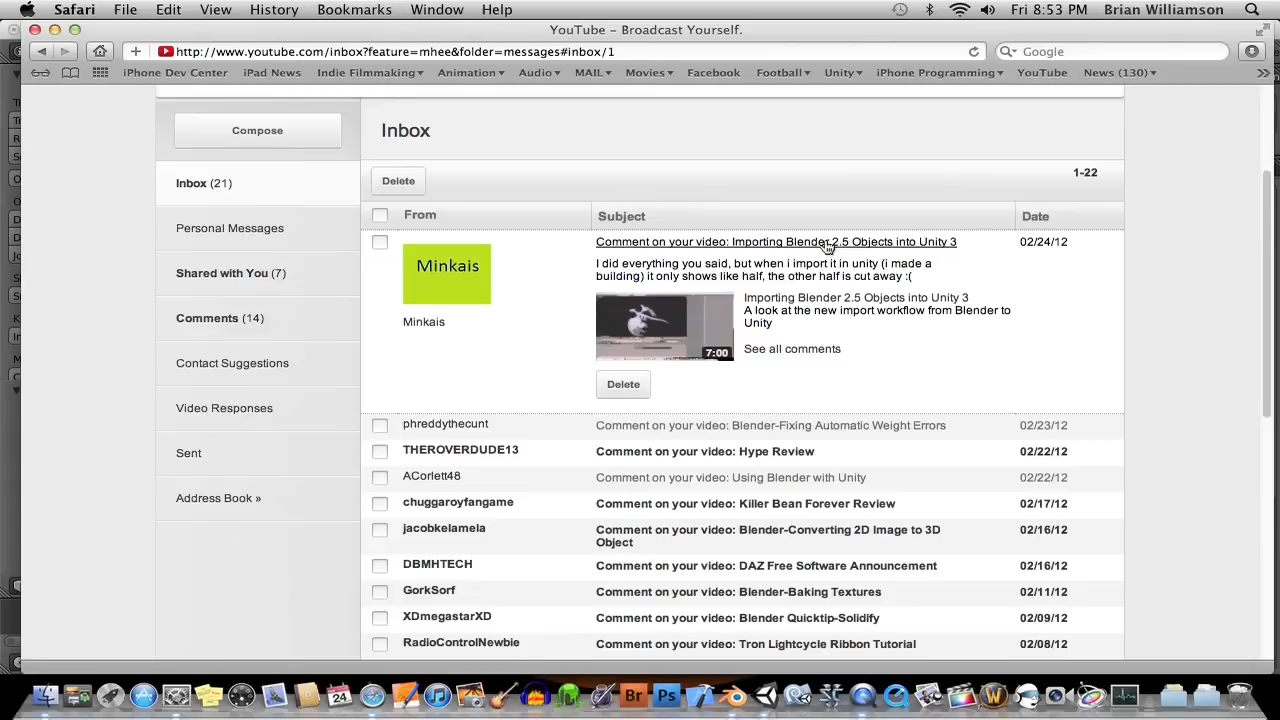 Safari File Edit View History Bookmarks Window Help Fri 8:53 PM Brian Williamson
YouTube - Broadcast Yourself.
http://www.youtube.com/inbox?feature=mhee&folder=messages#inbox/1 Google
iPhone Dev Center iPad News Indie Filmmaking Animation Audio MAIL Movies Facebook Football Unity iPhone Programming YouTube News (130)
Compose
Inbox
Inbox (21)
Personal Messages
Shared with You (7)
Comments (14)
Contact Suggestions
Video Responses
Sent
Address Book »
Delete 1-22
From Subject Date
Minkais
Minkais
Comment on your video: Importing Blender 2.5 Objects into Unity 3 02/24/12
I did everything you said, but when i import it in unity (i made a
building) it only shows like half, the other half is cut away :(
7:00
Importing Blender 2.5 Objects into Unity 3
A look at the new import workflow from Blender to
Unity
See all comments
Delete
phreddythecunt Comment on your video: Blender-Fixing Automatic Weight Errors 02/23/12
THEROVERDUDE13 Comment on your video: Hype Review 02/22/12
ACorlett48 Comment on your video: Using Blender with Unity 02/22/12
chuggaroyfangame Comment on your video: Killer Bean Forever Review 02/17/12
jacobkelamela Comment on your video: Blender-Converting 2D Image to 3D 02/16/12
Object
DBMHTECH Comment on your video: DAZ Free Software Announcement 02/16/12
GorkSorf Comment on your video: Blender-Baking Textures 02/11/12
XDmegastarXD Comment on your video: Blender Quicktip-Solidify 02/09/12
RadioControlNewbie Comment on your video: Tron Lightcycle Ribbon Tutorial 02/08/12
24 Br Ps W